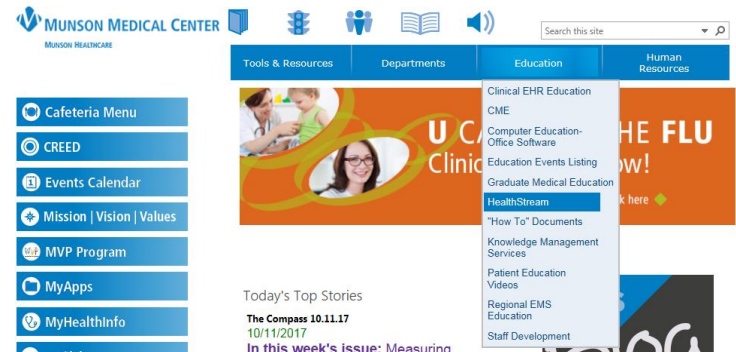 MUNSON MEDICAL CENTER
MUNSON HEALTHCARE
Search this site
Tools & Resources
Departments
Education
Human
Resources
Cafeteria Menu
CREED
Events Calendar
Mission | Vision | Values
MVP Program
MyApps
MyHealthInfo
Clinical EHR Education
CME
Computer Education-
Office Software
Education Events Listing
Graduate Medical Education
HealthStream
"How To" Documents
Knowledge Management
Services
Patient Education
Videos
Regional EMS
Education
Staff Development
U C HE FLU
Clinic ow!
k here
Today's Top Stories
The Compass 10.11.17
10/11/2017
In this week's issue: Measuring